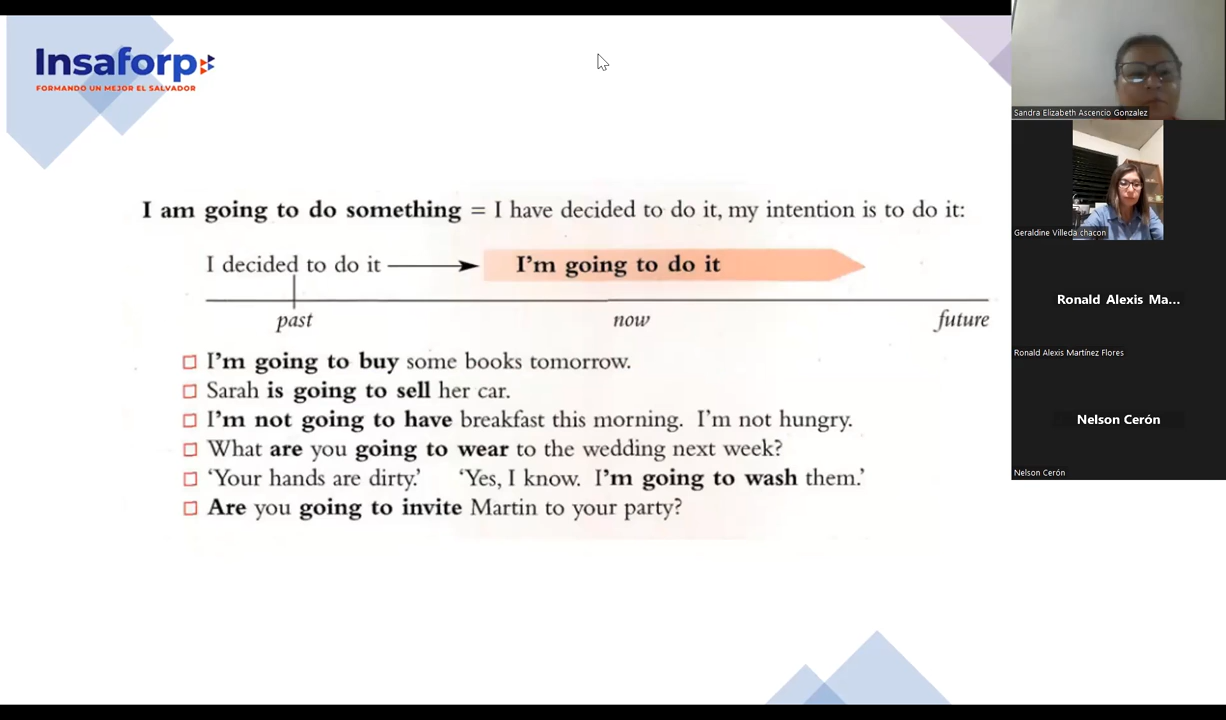 Insaforp
FORMANDO UN MEJOR EL SALVADOR
I am going to do something = I have decided to do it, my intention is to do it:
I decided to do it I'm going to do it
past now future
I'm going to buy some books tomorrow.
Sarah is going to sell her car.
I'm not going to have breakfast this morning. I'm not hungry.
What are you going to wear to the wedding next week?
‘Your hands are dirty.’ ‘Yes, I know. I'm going to wash them.’
Are you going to invite Martin to your party?
Sandra Elizabeth Ascencio Gonzalez
Geraldine Villeda chacon
Ronald Alexis Ma...
Ronald Alexis Martínez Flores
Nelson Cerón
Nelson Cerón